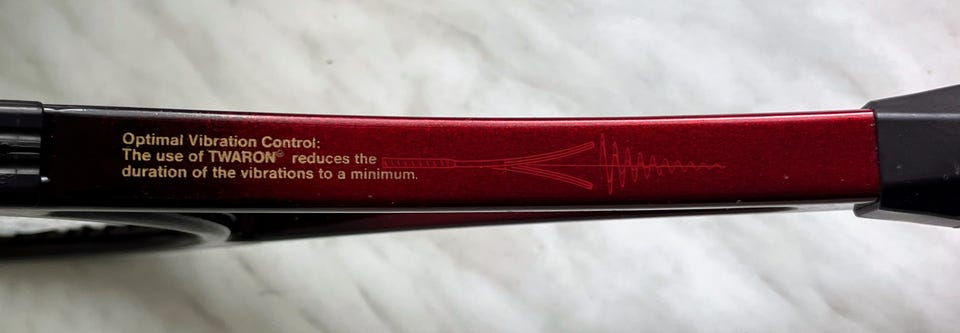 Optimal Vibration Control:
The use of TWARON® reduces the
duration of the vibrations to a minimum.